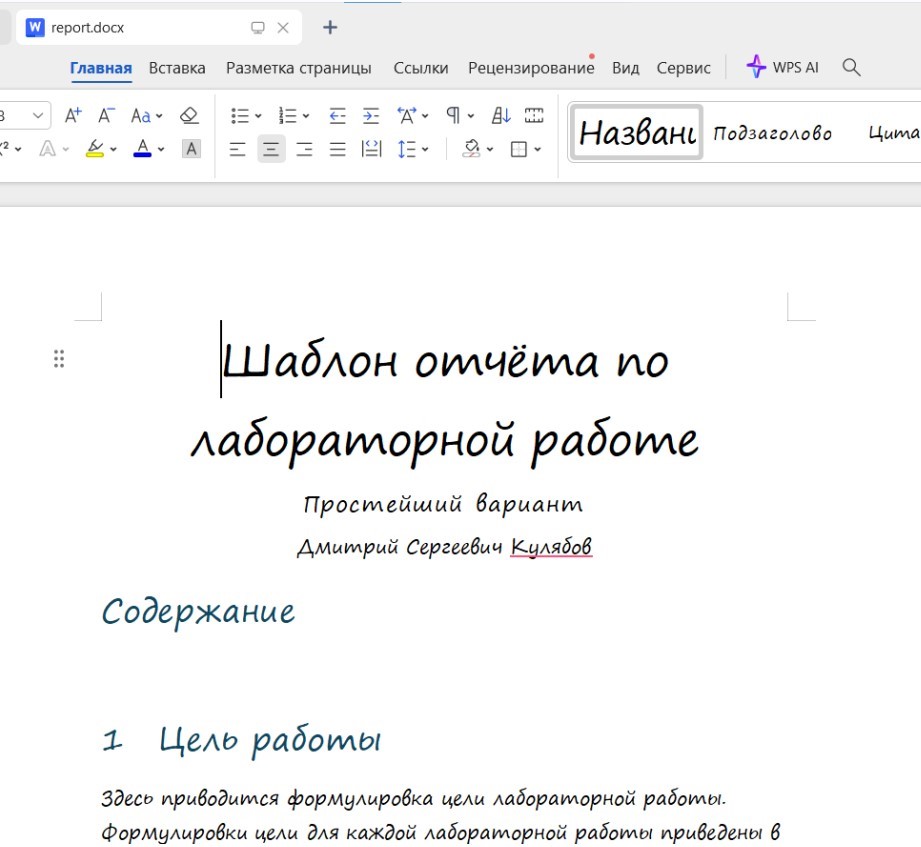 report.docx
Главная Вставка Разметка страницы Ссылки Рецензирование Вид Сервис WPS AI
Названи Подзаголово Цита
Шаблон отчёта по
лабораторной работе
Простейший вариант
Дмитрий Сергеевич Кулябов
Содержание
1 Цель работы
Здесь приводится формулировка цели лабораторной работы.
Формулировки цели для каждой лабораторной работы приведены в